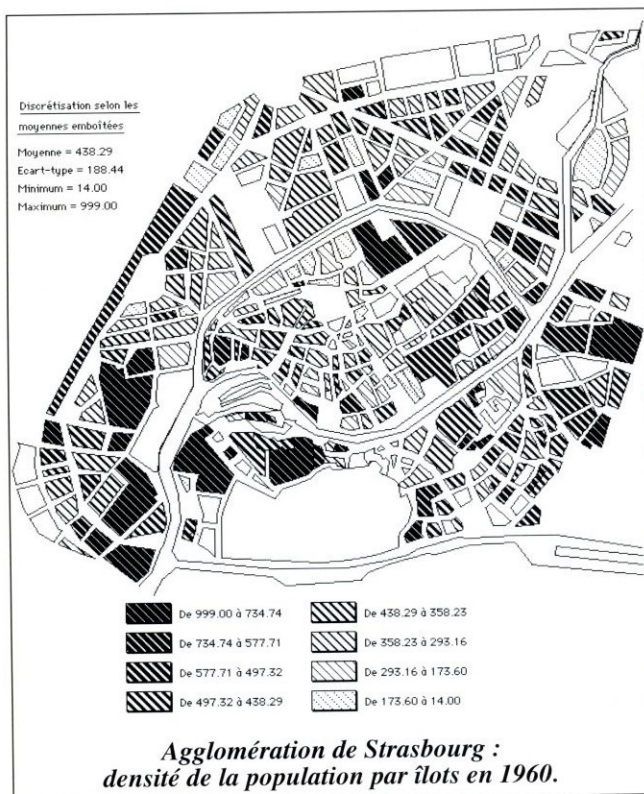 Discrétisation selon les
moyennes emboîtées
Moyenne = 438.29
Ecart-type = 188.44
Minimum = 14.00
Maximum = 999.00
De 999.00 à 734.74
De 734.74 à 577.71
De 577.71 à 497.32
De 497.32 à 438.29
De 438.29 à 358.23
De 358.23 à 293.16
De 293.16 à 173.60
De 173.60 à 14.00
Agglomération de Strasbourg :
densité de la population par îlots en 1960.